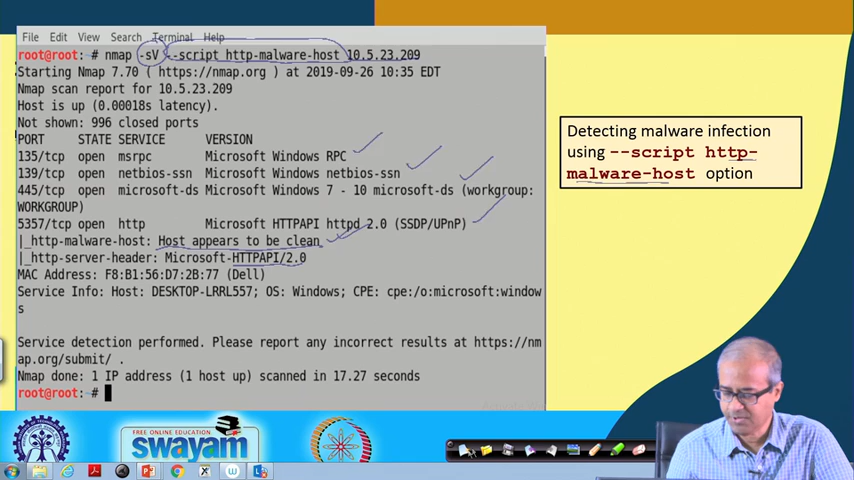 File Edit View Search Terminal Help
root@root: ~# nmap -sV --script http-malware-host 10.5.23.209
Starting Nmap 7.70 ( https://nmap.org ) at 2019-09-26 10:35 EDT
Nmap scan report for 10.5.23.209
Host is up (0.00018s latency).
Not shown: 996 closed ports
PORT STATE SERVICE VERSION
135/tcp open msrpc Microsoft Windows RPC
139/tcp open netbios-ssn Microsoft Windows netbios-ssn
445/tcp open microsoft-ds Microsoft Windows 7 - 10 microsoft-ds (workgroup:
WORKGROUP)
5357/tcp open http Microsoft HTTPAPI httpd 2.0 (SSDP/UPnP)
|_http-malware-host: Host appears to be clean
|_http-server-header: Microsoft-HTTPAPI/2.0
MAC Address: F8:B1:56:D7:2B:77 (Dell)
Service Info: Host: DESKTOP-LRRL557; OS: Windows; CPE: cpe:/o:microsoft:window
s
Service detection performed. Please report any incorrect results at https://nm
ap.org/submit/ .
Nmap done: 1 IP address (1 host up) scanned in 17.27 seconds
root@root: ~#
Detecting malware infection
using --script http-
malware-host option
FREE ONLINE EDUCATION
swayam